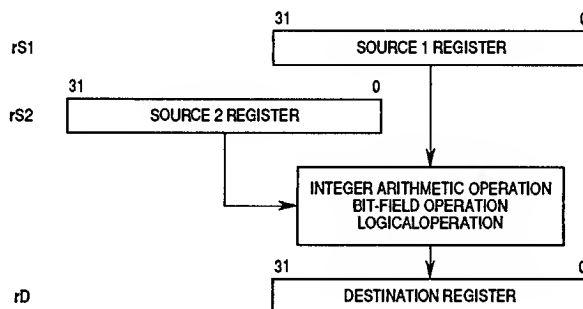 31 0
rS1 SOURCE 1 REGISTER
31 0
rS2 SOURCE 2 REGISTER
INTEGER ARITHMETIC OPERATION
BIT-FIELD OPERATION
LOGICALOPERATION
31 0
rD DESTINATION REGISTER